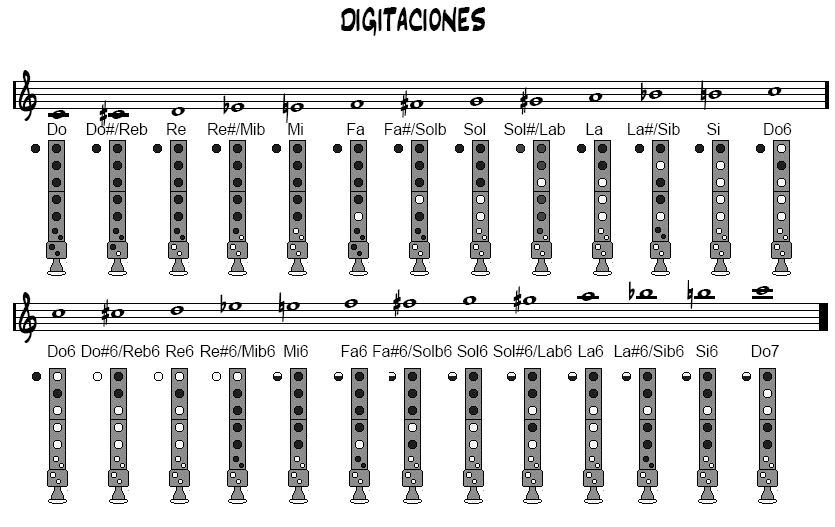 DIGITACIONES
Do Do#/Reb Re Re#/Mib Mi Fa Fa#/Solb Sol Sol#/Lab La La#/Sib Si Do6
Do6 Do#6/Reb6 Re6 Re#6/Mib6 Mi6 Fa6 Fa#6/Solb6 Sol6 Sol#6/Lab6 La6 La#6/Sib6 Si6 Do7